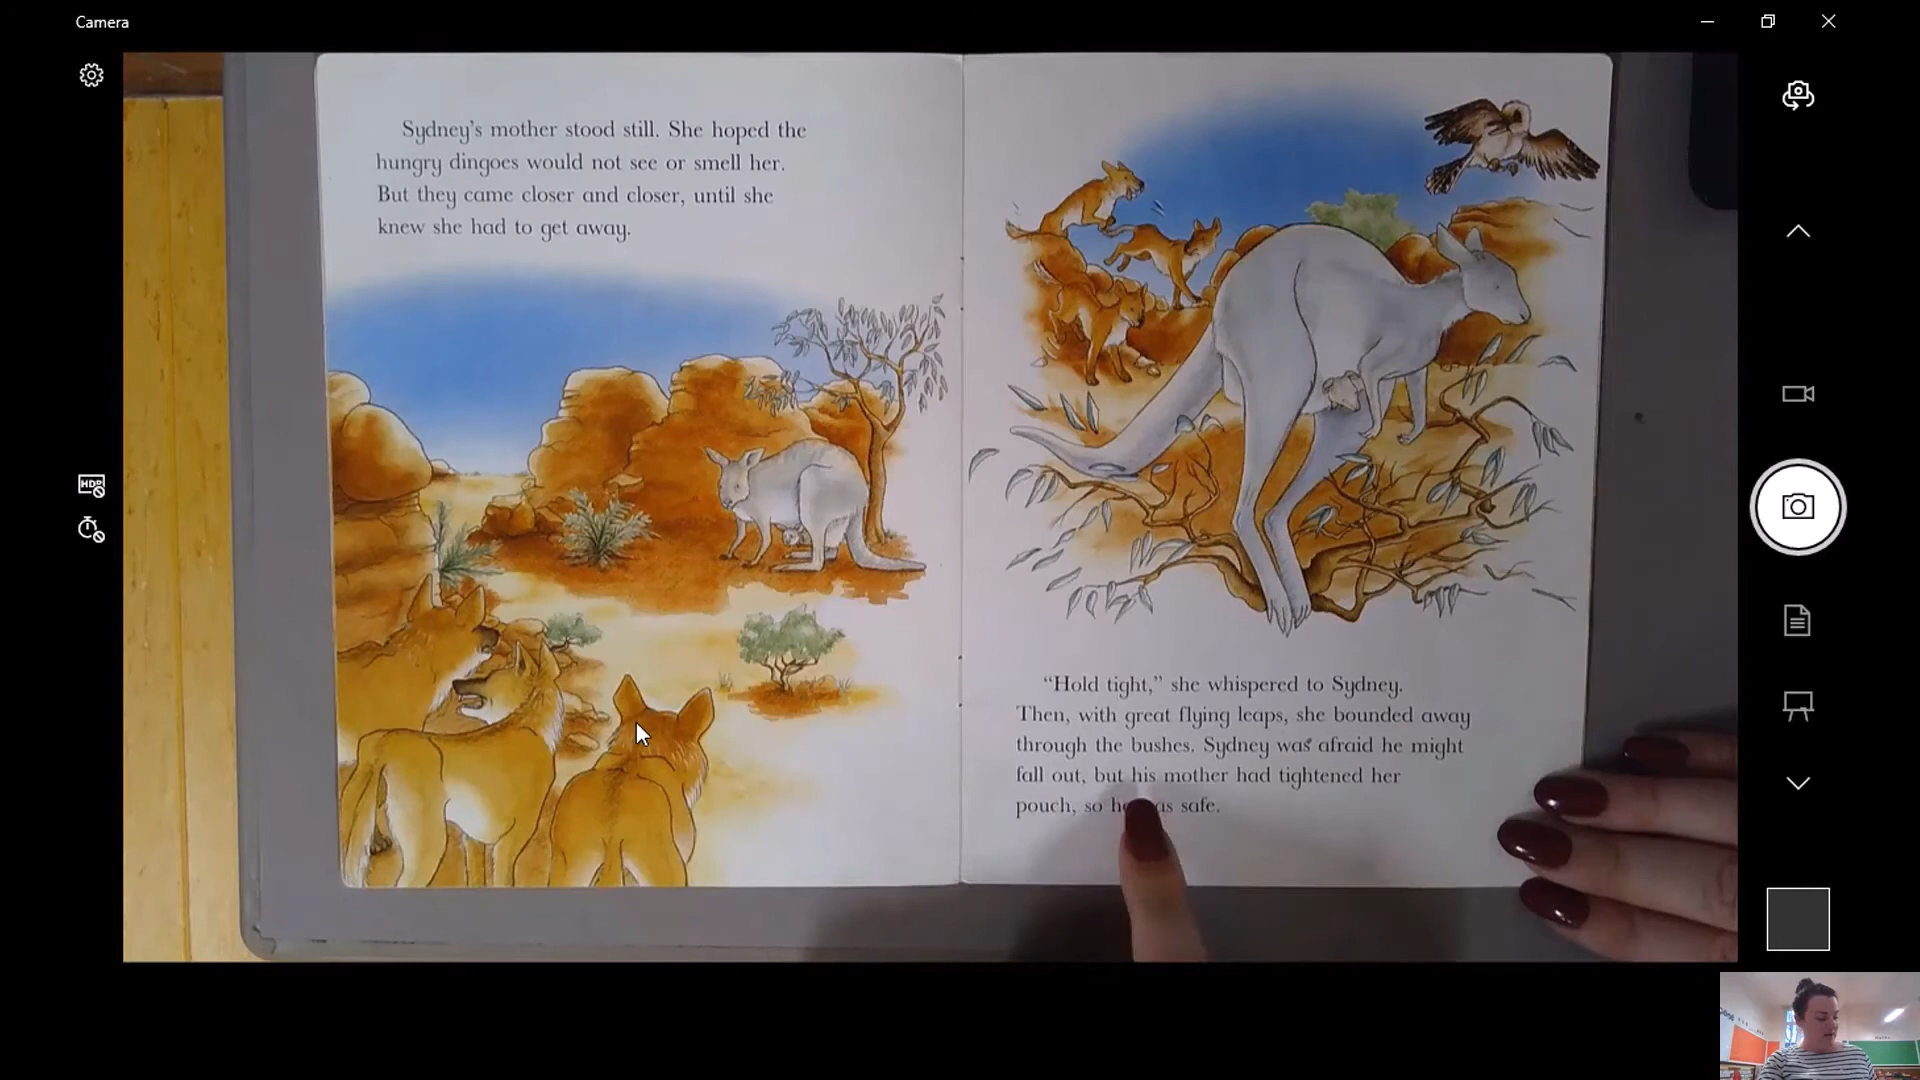 Camera
Sydney's mother stood still. She hoped the
hungry dingoes would not see or smell her.
But they came closer and closer, until she
knew she had to get away.
"Hold tight," she whispered to Sydney.
Then, with great flying leaps, she bounded away
through the bushes. Sydney was afraid he might
fall out, but his mother had tightened her
pouch, so he was safe.
HDR